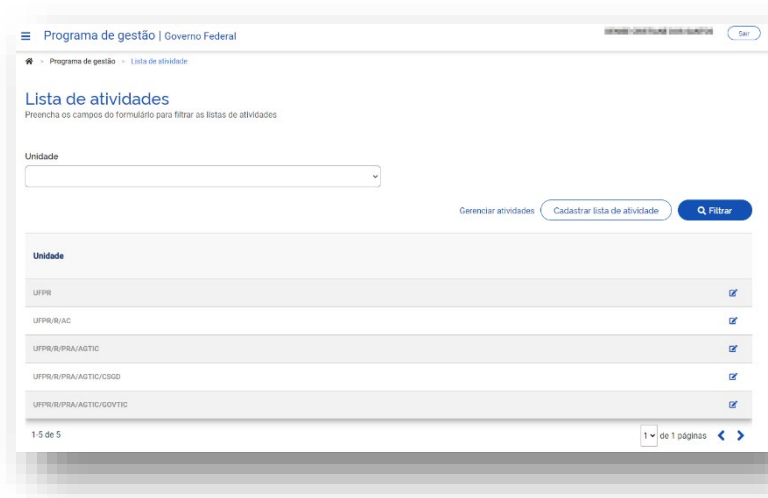 Programa de gestão | Governo Federal
Sair
Programa de gestão > Lista de atividade
Lista de atividades
Preencha os campos do formulário para filtrar as listas de atividades
Unidade
Gerenciar atividades Cadastrar lista de atividade Filtrar
Unidade
UFPR
UFPR/R/AC
UFPR/R/PRA/AGTIC
UFPR/R/PRA/AGTIC/CSGD
UFPR/R/PRA/AGTIC/GOVTIC
1-5 de 5 1 de 1 páginas